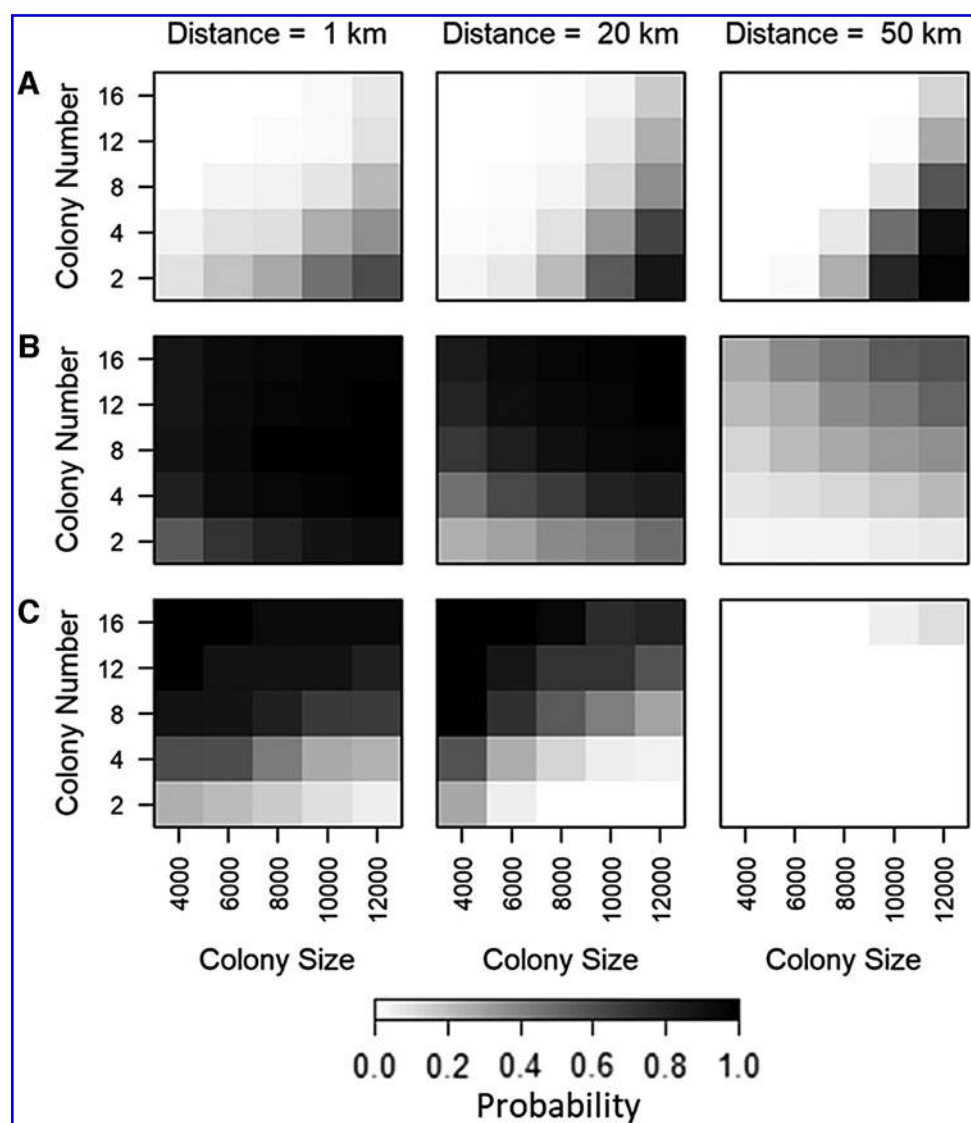 Distance = 1 km
Distance = 20 km
Distance = 50 km
A
Colony Number
16
12
8
4
2
B
Colony Number
16
12
8
4
2
C
Colony Number
16
12
8
4
2
4000
6000
8000
10000
12000
4000
6000
8000
10000
12000
4000
6000
8000
10000
12000
Colony Size
Colony Size
Colony Size
0.0 0.2 0.4 0.6 0.8 1.0
Probability